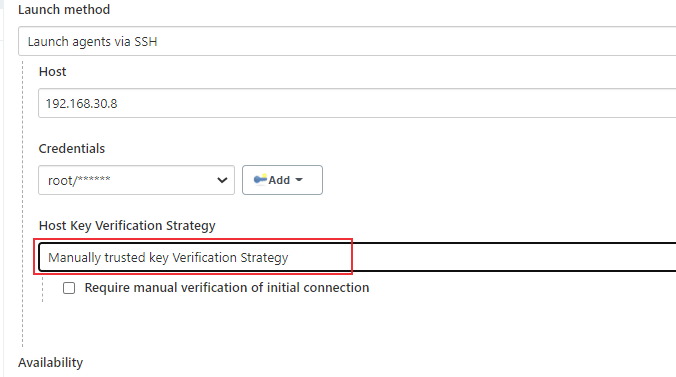 Launch method
Launch agents via SSH
Host
192.168.30.8
Credentials
root/******
Add
Host Key Verification Strategy
Manually trusted key Verification Strategy
Require manual verification of initial connection
Availability